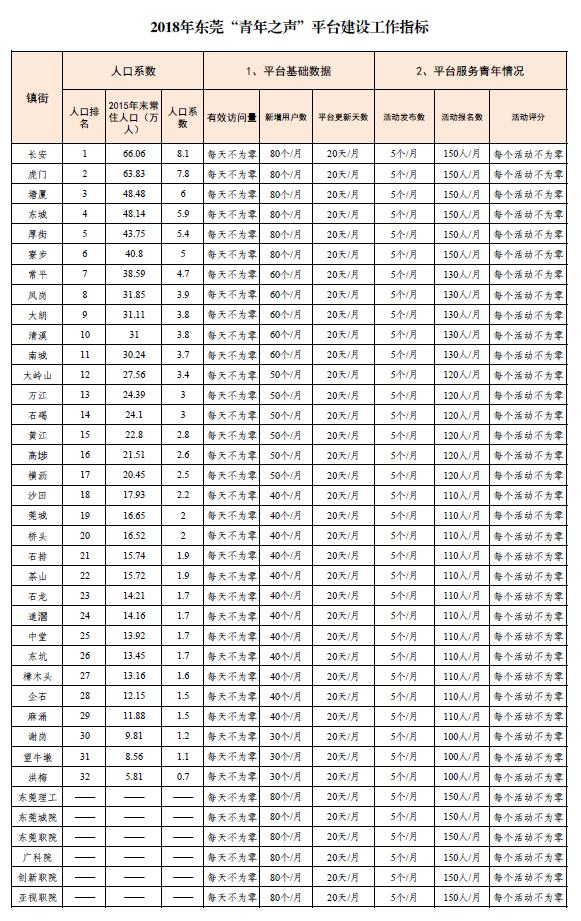 2018年东莞“青年之声”平台建设工作指标
镇街 人口系数 1、平台基础数据 2、平台服务青年情况
人口排名 2015年末常住人口（万人） 人口系数 有效访问量 新增用户数 平台更新天数 活动发布数 活动报名数 活动评分
长安 1 66.06 8.1 每天不为零 80个/月 20天/月 5个/月 150人/月 每个活动不为零
虎门 2 63.83 7.8 每天不为零 80个/月 20天/月 5个/月 150人/月 每个活动不为零
塘厦 3 48.48 6 每天不为零 80个/月 20天/月 5个/月 150人/月 每个活动不为零
东城 4 48.14 5.9 每天不为零 80个/月 20天/月 5个/月 150人/月 每个活动不为零
厚街 5 43.75 5.4 每天不为零 80个/月 20天/月 5个/月 150人/月 每个活动不为零
寮步 6 40.8 5 每天不为零 80个/月 20天/月 5个/月 150人/月 每个活动不为零
常平 7 38.59 4.7 每天不为零 60个/月 20天/月 5个/月 130人/月 每个活动不为零
凤岗 8 31.85 3.9 每天不为零 60个/月 20天/月 5个/月 130人/月 每个活动不为零
大朗 9 31.11 3.8 每天不为零 60个/月 20天/月 5个/月 130人/月 每个活动不为零
清溪 10 31 3.8 每天不为零 60个/月 20天/月 5个/月 130人/月 每个活动不为零
南城 11 30.24 3.7 每天不为零 60个/月 20天/月 5个/月 130人/月 每个活动不为零
大岭山 12 27.56 3.4 每天不为零 50个/月 20天/月 5个/月 120人/月 每个活动不为零
万江 13 24.39 3 每天不为零 50个/月 20天/月 5个/月 120人/月 每个活动不为零
石碣 14 24.1 3 每天不为零 50个/月 20天/月 5个/月 120人/月 每个活动不为零
黄江 15 22.8 2.8 每天不为零 50个/月 20天/月 5个/月 120人/月 每个活动不为零
高埗 16 21.51 2.6 每天不为零 50个/月 20天/月 5个/月 120人/月 每个活动不为零
横沥 17 20.45 2.5 每天不为零 50个/月 20天/月 5个/月 120人/月 每个活动不为零
沙田 18 17.93 2.2 每天不为零 40个/月 20天/月 5个/月 110人/月 每个活动不为零
莞城 19 16.65 2 每天不为零 40个/月 20天/月 5个/月 110人/月 每个活动不为零
桥头 20 16.52 2 每天不为零 40个/月 20天/月 5个/月 110人/月 每个活动不为零
石排 21 15.74 1.9 每天不为零 40个/月 20天/月 5个/月 110人/月 每个活动不为零
茶山 22 15.72 1.9 每天不为零 40个/月 20天/月 5个/月 110人/月 每个活动不为零
石龙 23 14.21 1.7 每天不为零 40个/月 20天/月 5个/月 110人/月 每个活动不为零
道滘 24 14.16 1.7 每天不为零 40个/月 20天/月 5个/月 110人/月 每个活动不为零
中堂 25 13.92 1.7 每天不为零 40个/月 20天/月 5个/月 110人/月 每个活动不为零
东坑 26 13.45 1.7 每天不为零 40个/月 20天/月 5个/月 110人/月 每个活动不为零
樟木头 27 13.16 1.6 每天不为零 40个/月 20天/月 5个/月 110人/月 每个活动不为零
企石 28 12.15 1.5 每天不为零 40个/月 20天/月 5个/月 110人/月 每个活动不为零
麻涌 29 11.88 1.5 每天不为零 40个/月 20天/月 5个/月 110人/月 每个活动不为零
谢岗 30 9.81 1.2 每天不为零 30个/月 20天/月 5个/月 100人/月 每个活动不为零
望牛墩 31 8.56 1.1 每天不为零 30个/月 20天/月 5个/月 100人/月 每个活动不为零
洪梅 32 5.81 0.7 每天不为零 30个/月 20天/月 5个/月 100人/月 每个活动不为零
东莞理工 —— —— —— 每天不为零 80个/月 20天/月 5个/月 150人/月 每个活动不为零
东莞城院 —— —— —— 每天不为零 80个/月 20天/月 5个/月 150人/月 每个活动不为零
东莞职院 —— —— —— 每天不为零 80个/月 20天/月 5个/月 150人/月 每个活动不为零
广科院 —— —— —— 每天不为零 80个/月 20天/月 5个/月 150人/月 每个活动不为零
创新职院 —— —— —— 每天不为零 80个/月 20天/月 5个/月 150人/月 每个活动不为零
亚视职院 —— —— —— 每天不为零 80个/月 20天/月 5个/月 150人/月 每个活动不为零